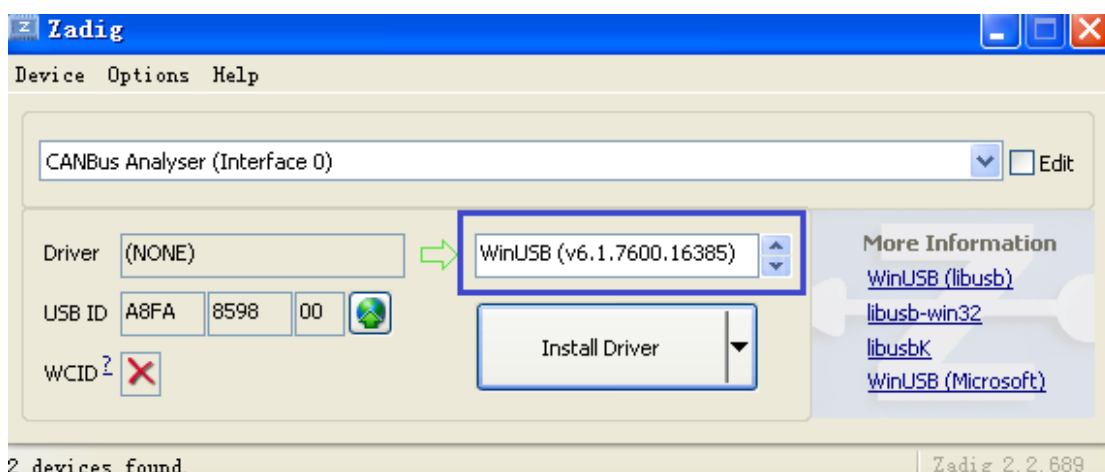 Zadig
Device Options Help
CANBus Analyser (Interface 0)
Edit
Driver (NONE)
WinUSB (v6.1.7600.16385)
USB ID A8FA 8598 00
WCID ?
Install Driver
More Information
WinUSB (libusb)
libusb-win32
libusbK
WinUSB (Microsoft)
2 devices found.
Zadig 2.2.689